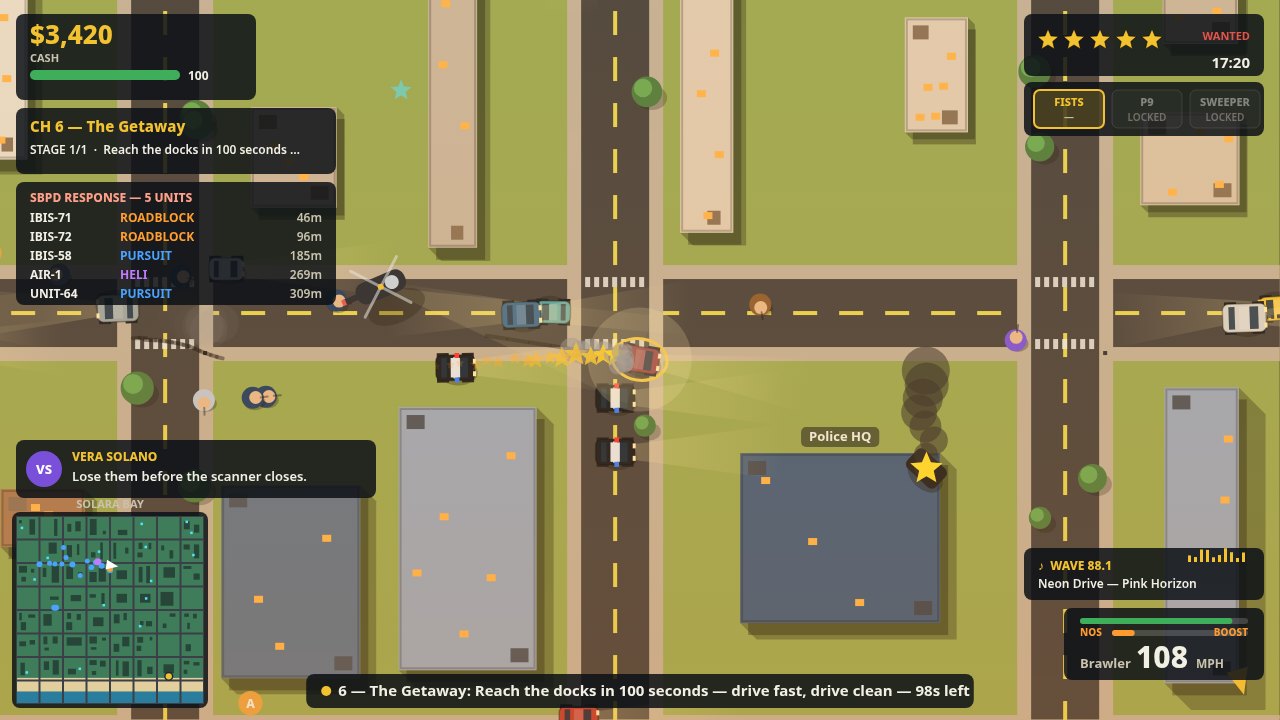 $3,420
CASH
100
CH 6 — The Getaway
STAGE 1/1 · Reach the docks in 100 seconds ...
SBPD RESPONSE — 5 UNITS
IBIS-71 ROADBLOCK 46m
IBIS-72 ROADBLOCK 96m
IBIS-58 PURSUIT 185m
AIR-1 HELI 269m
UNIT-64 PURSUIT 309m
WANTED
17:20
FISTS
—
P9
LOCKED
SWEEPER
LOCKED
Police HQ
VS
VERA SOLANO
Lose them before the scanner closes.
SOLARA BAY
♪ WAVE 88.1
Neon Drive — Pink Horizon
NOS BOOST
Brawler 108 MPH
A
6 — The Getaway: Reach the docks in 100 seconds — drive fast, drive clean — 98s left